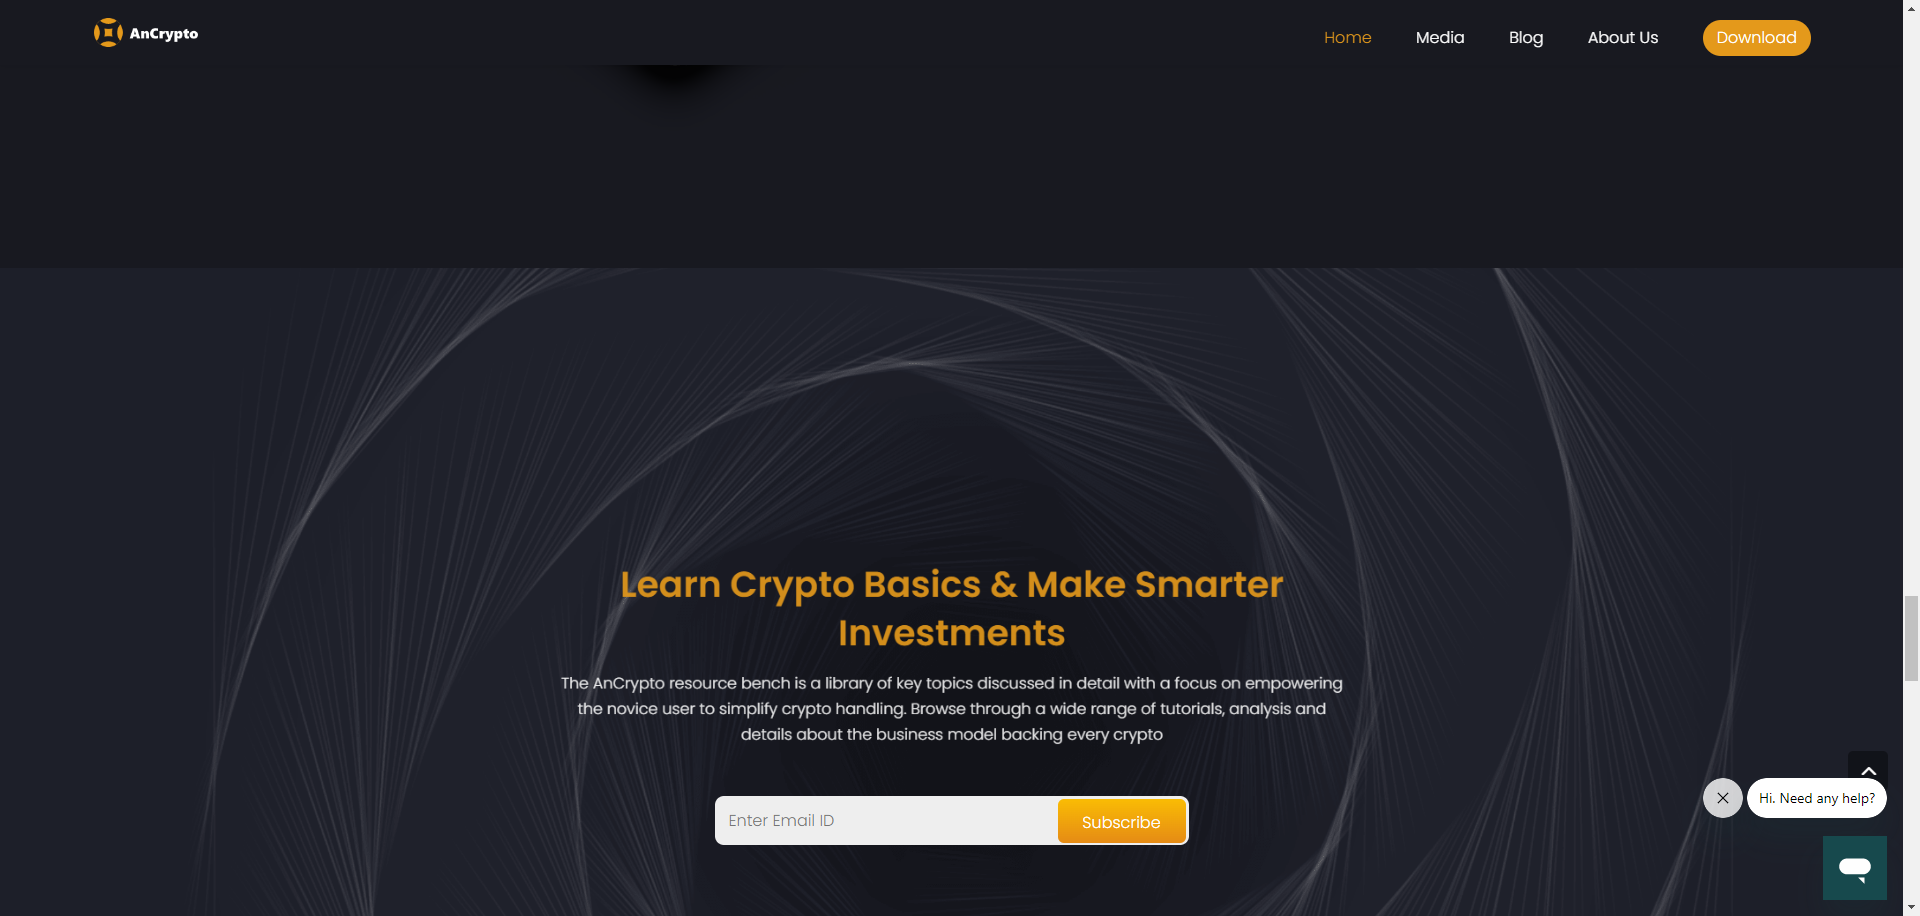 AnCrypto
Home
Media
Blog
About Us
Download
Learn Crypto Basics & Make Smarter
Investments
The AnCrypto resource bench is a library of key topics discussed in detail with a focus on empowering
the novice user to simplify crypto handling. Browse through a wide range of tutorials, analysis and
details about the business model backing every crypto
Enter Email ID
Subscribe
Hi. Need any help?